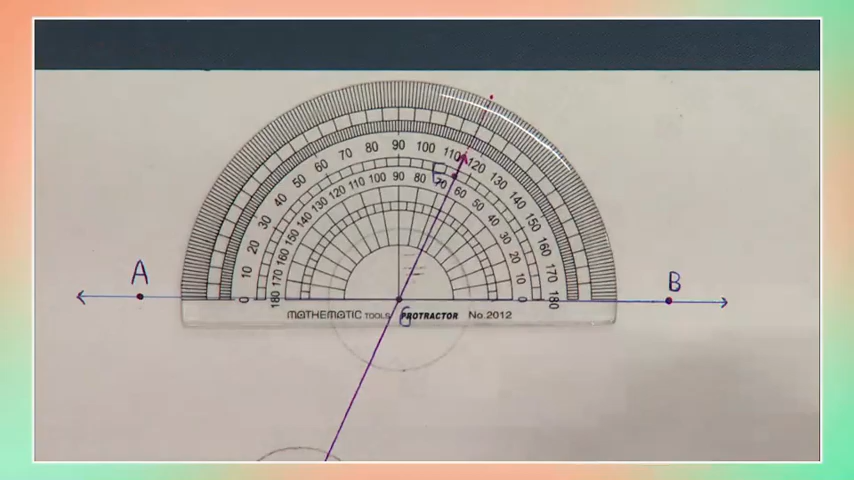 90 100 110 120 130 140 150 160 170 180
80 70 60 50 40 30 20 10 0
90 80 70 60 50 40 30 20 10 0
100 110 120 130 140 150 160 170 180
A
B
G
MATHEMATIC TOOLS PROTRACTOR No.2012